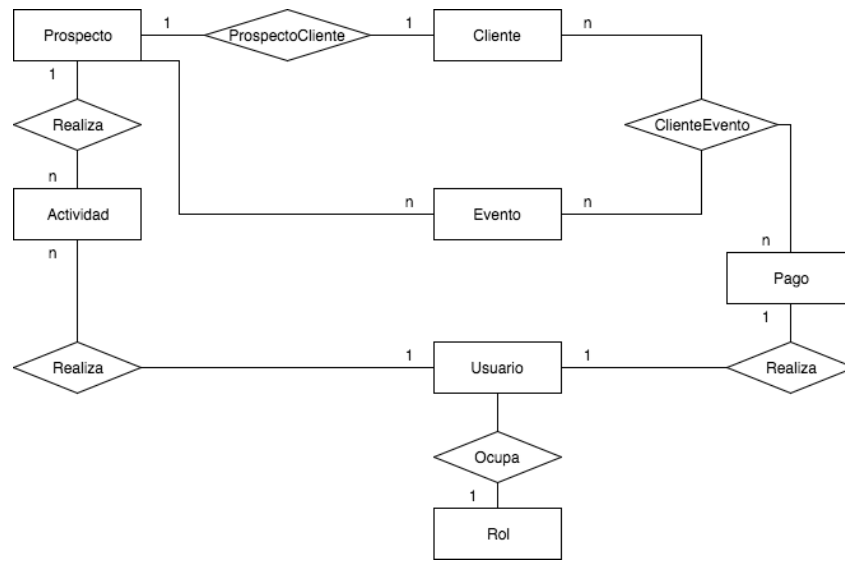 Prospecto
1
ProspectoCliente
1
Cliente
n
1
Realiza
ClienteEvento
n
Actividad
n
Evento
n
n
n
Pago
1
Realiza
1
Usuario
1
Realiza
Ocupa
1
Rol